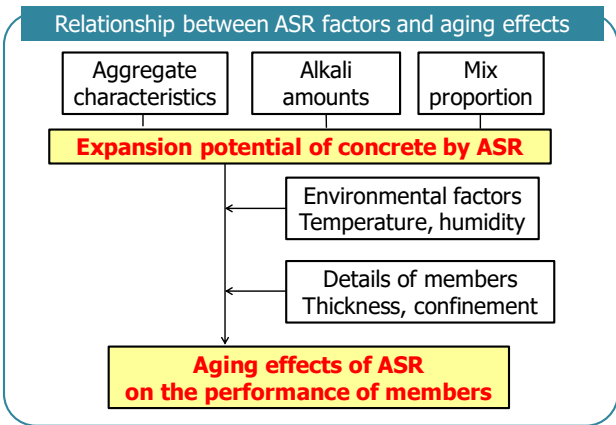 Relationship between ASR factors and aging effects
Aggregate
characteristics
Alkali
amounts
Mix
proportion
Expansion potential of concrete by ASR
Environmental factors
Temperature, humidity
Details of members
Thickness, confinement
Aging effects of ASR
on the performance of members